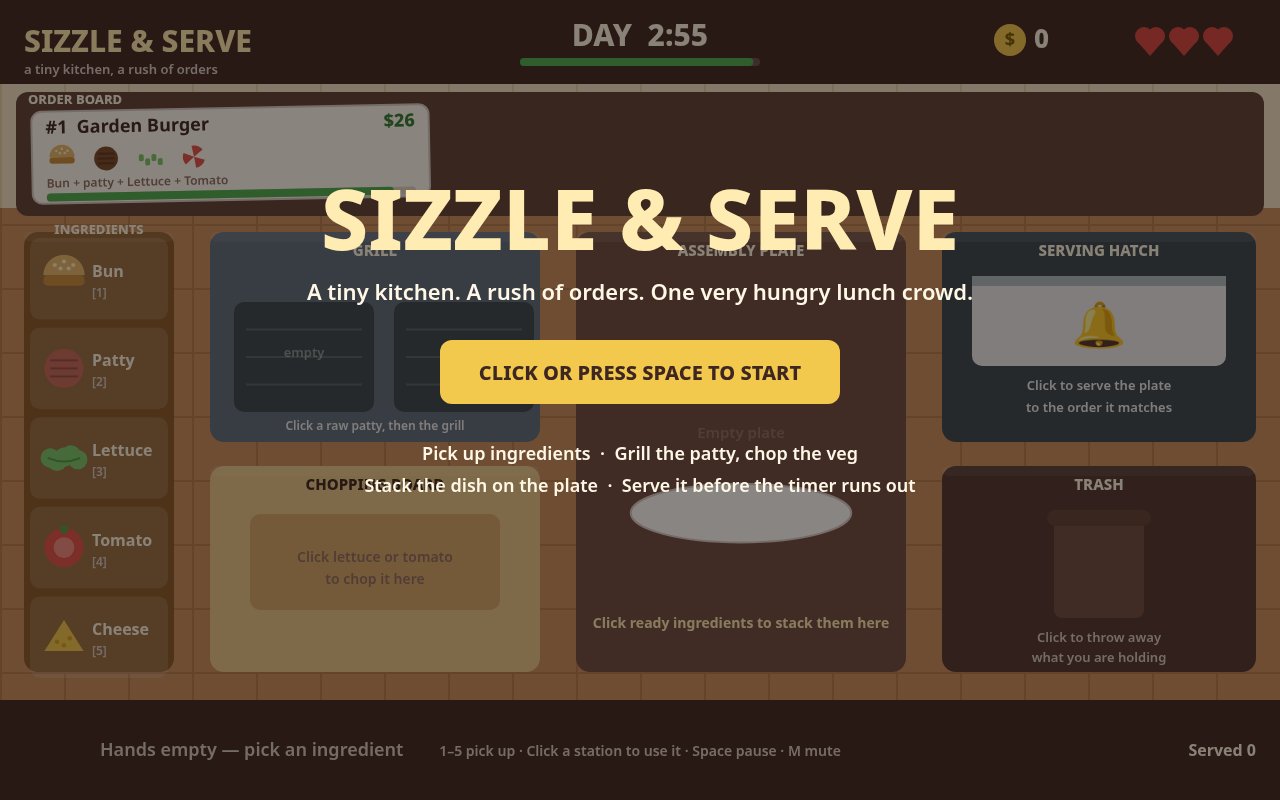 SIZZLE & SERVE
a tiny kitchen, a rush of orders
DAY 2:55
$ 0
ORDER BOARD
#1 Garden Burger $26
Bun + patty + Lettuce + Tomato
SIZZLE & SERVE
A tiny kitchen. A rush of orders. One very hungry lunch crowd.
CLICK OR PRESS SPACE TO START
Pick up ingredients · Grill the patty, chop the veg
Stack the dish on the plate · Serve it before the timer runs out
INGREDIENTS
Bun
[1]
Patty
[2]
Lettuce
[3]
Tomato
[4]
Cheese
[5]
GRILL
empty
Click a raw patty, then the grill
Click lettuce or tomato
to chop it here
ASSEMBLY PLATE
Empty plate
Click ready ingredients to stack them here
SERVING HATCH
Click to serve the plate
to the order it matches
TRASH
Click to throw away
what you are holding
Hands empty — pick an ingredient
1–5 pick up · Click a station to use it · Space pause · M mute
Served 0